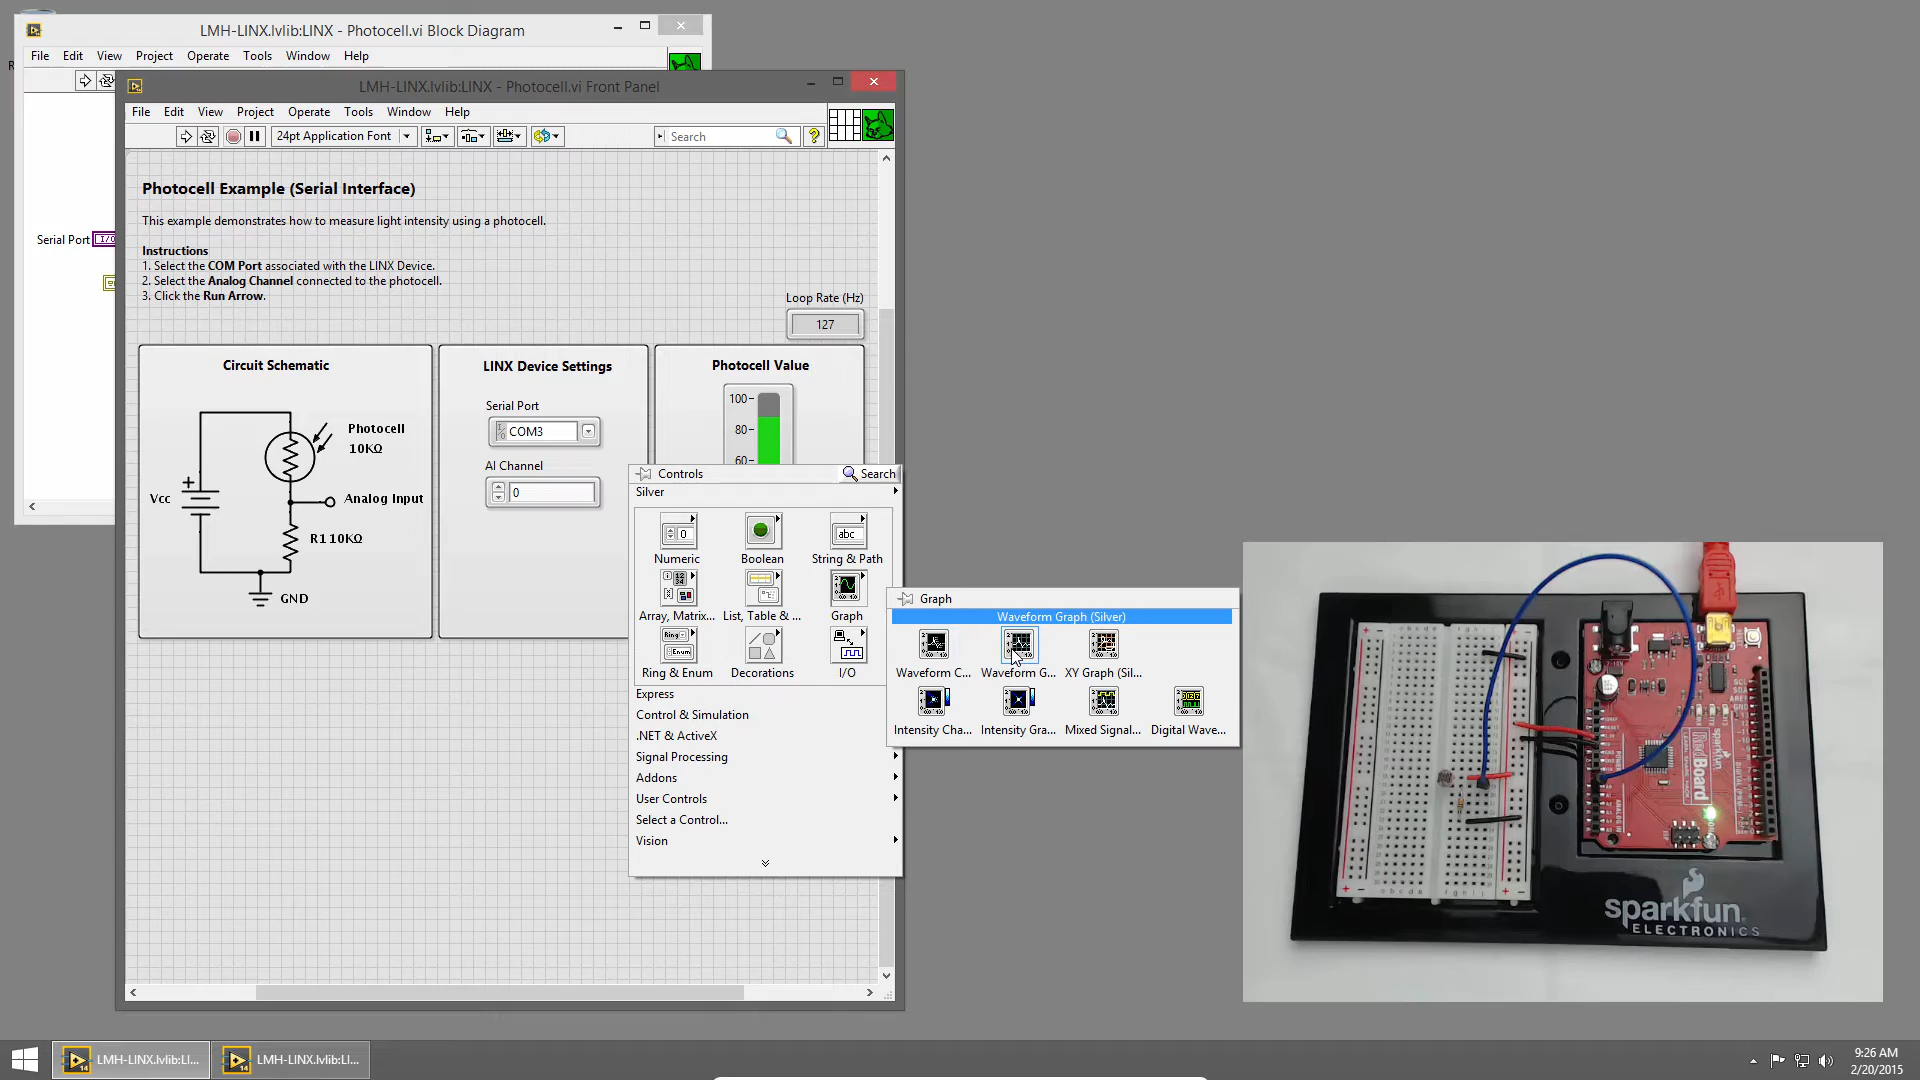 LMH-LINX.lvlib:LINX - Photocell.vi Block Diagram
File Edit View Project Operate Tools Window Help
Serial Port
LMH-LINX.lvlib:LINX - Photocell.vi Front Panel
File Edit View Project Operate Tools Window Help
24pt Application Font
Search
Photocell Example (Serial Interface)
This example demonstrates how to measure light intensity using a photocell.
Instructions
1. Select the COM Port associated with the LINX Device.
2. Select the Analog Channel connected to the photocell.
3. Click the Run Arrow.
Loop Rate (Hz)
127
Circuit Schematic
Photocell
10KΩ
Vcc
Analog Input
R1 10KΩ
GND
LINX Device Settings
Serial Port
COM3
AI Channel
0
Photocell Value
100
80
60
Controls
Search
Silver
Numeric
Boolean
String & Path
Array, Matrix...
List, Table & ...
Graph
Ring & Enum
Decorations
I/O
Express
Control & Simulation
.NET & ActiveX
Signal Processing
Addons
User Controls
Select a Control...
Vision
Graph
Waveform Graph (Silver)
Waveform C...
Waveform G...
XY Graph (Sil...
Intensity Cha...
Intensity Gra...
Mixed Signal...
Digital Wave...
sparkfun
RedBoard
sparkfun
ELECTRONICS
LMH-LINX.lvlib:LI...
LMH-LINX.lvlib:LI...
9:26 AM
2/20/2015